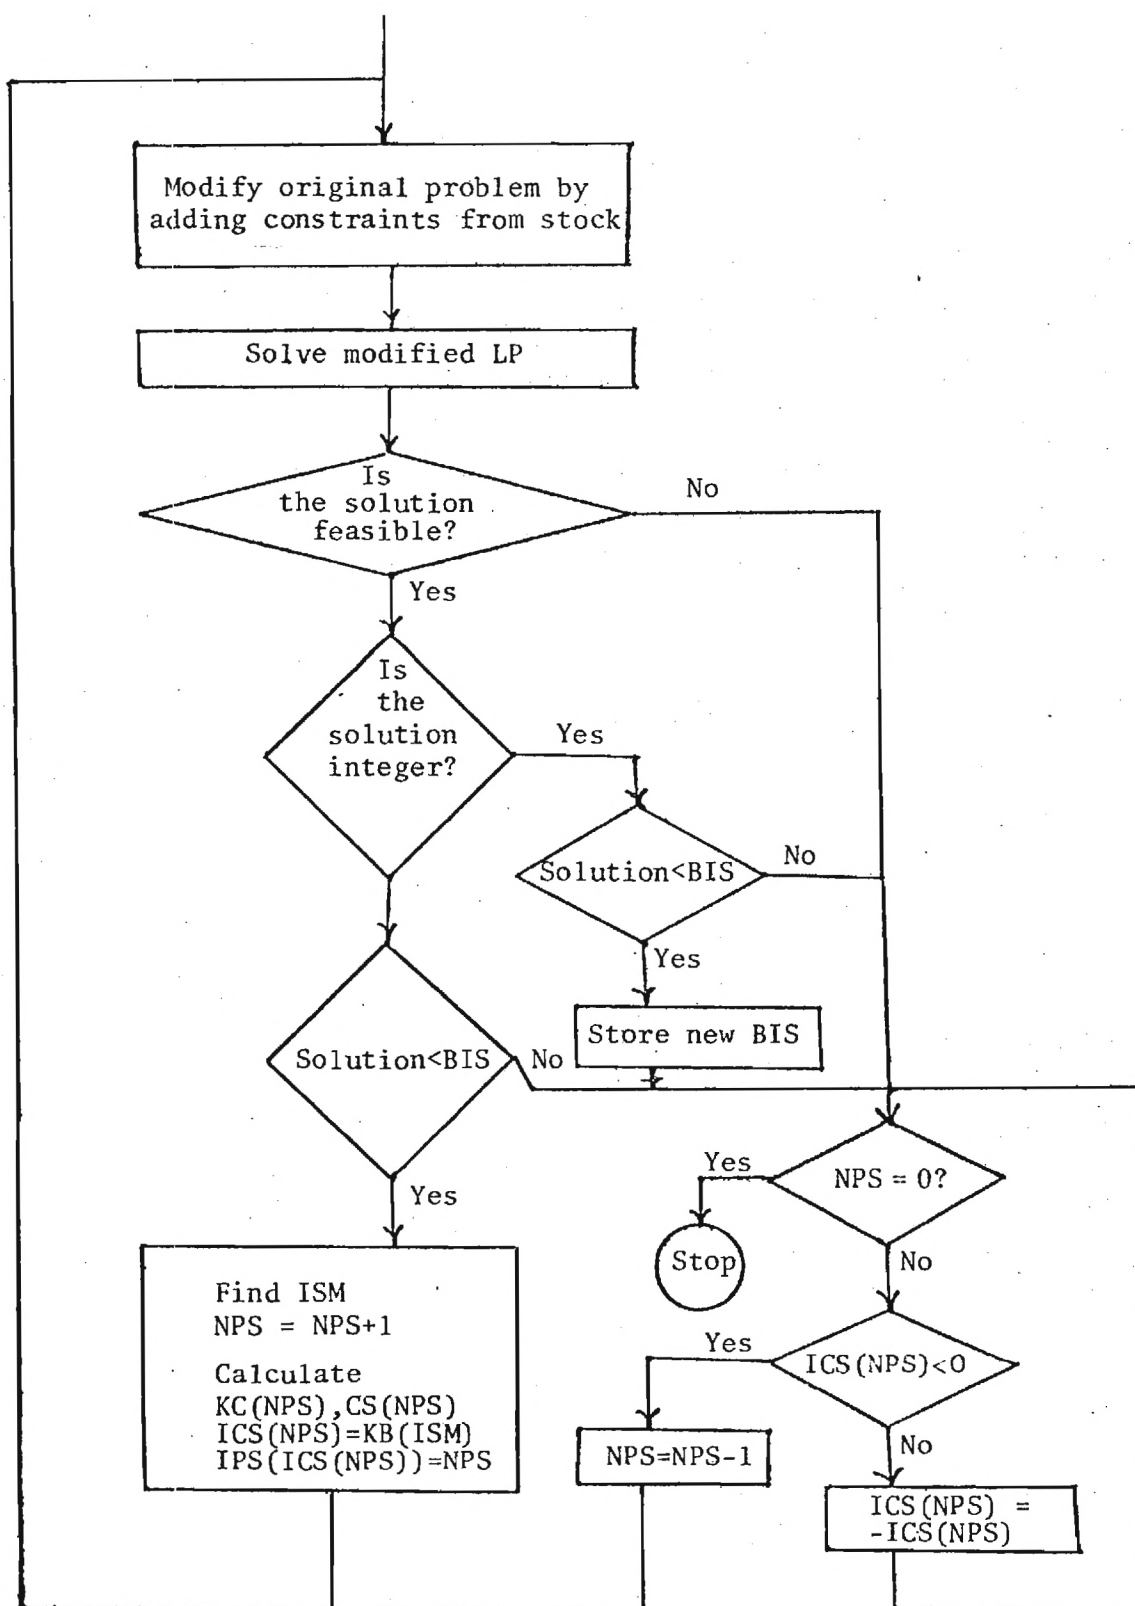 Modify original problem by
adding constraints from stock
Solve modified LP
Is
the solution
feasible?
No
Yes
Is
the
solution
integer?
Yes
Solution<BIS
No
Yes
Store new BIS
Solution<BIS
No
Yes
NPS = 0?
Yes
Stop
No
Find ISM
NPS = NPS+1
Calculate
KC(NPS),CS(NPS)
ICS(NPS)=KB(ISM)
IPS(ICS(NPS))=NPS
ICS(NPS)<0
Yes
No
NPS=NPS-1
ICS(NPS) =
-ICS(NPS)